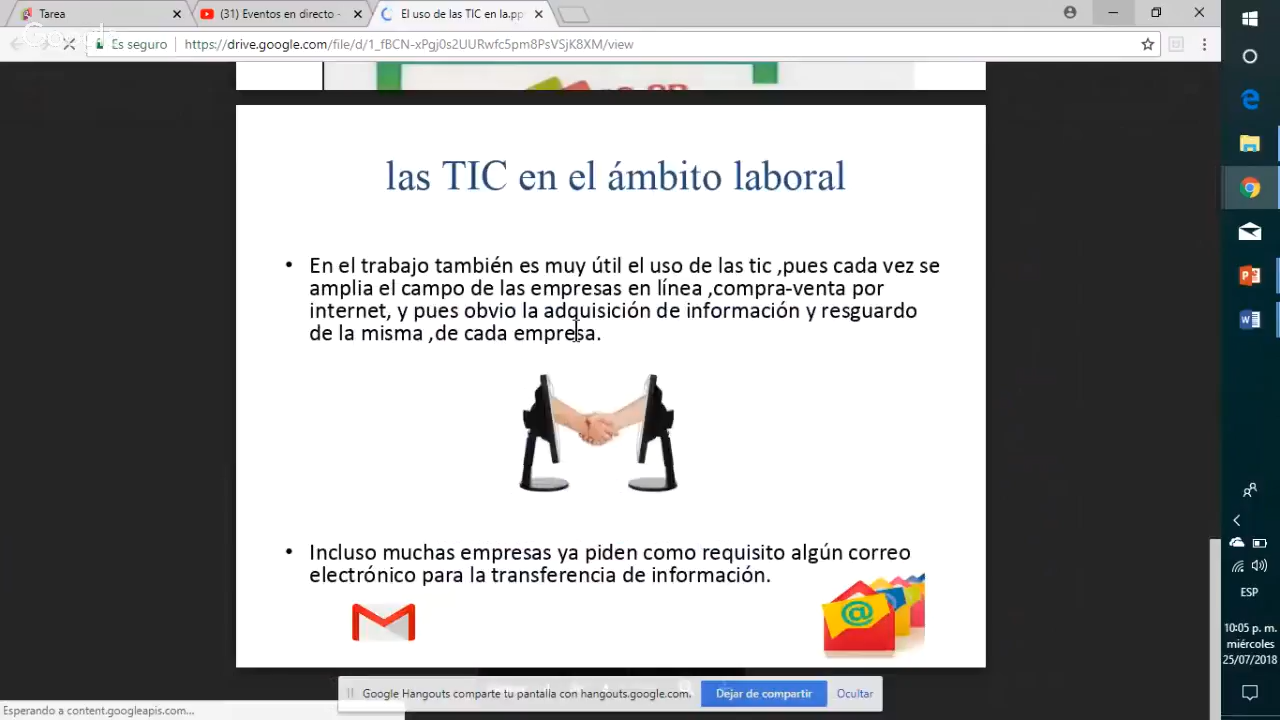 Tarea
(31) Eventos en directo -
El uso de las TIC en la.pp
Es seguro
https://drive.google.com/file/d/1_fBCN-xPgj0s2UURwfc5pm8PsVSjK8XM/view
las TIC en el ámbito laboral
• En el trabajo también es muy útil el uso de las tic ,pues cada vez se
amplia el campo de las empresas en línea ,compra-venta por
internet, y pues obvio la adquisición de información y resguardo
de la misma ,de cada empresa.
• Incluso muchas empresas ya piden como requisito algún correo
electrónico para la transferencia de información.
@
Google Hangouts comparte tu pantalla con hangouts.google.com.
Dejar de compartir
Ocultar
Esperando a content.googleapis.com...
ESP
10:05 p. m.
miércoles
25/07/2018